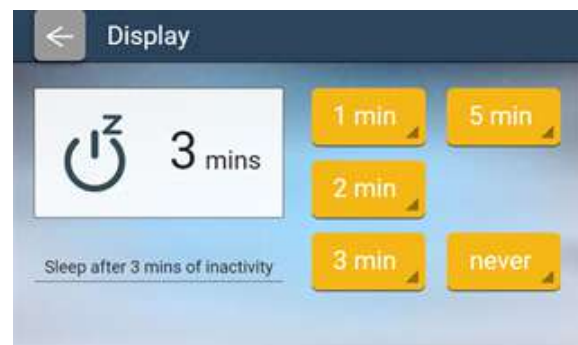 Display
3 mins
Sleep after 3 mins of inactivity
1 min
5 min
2 min
3 min
never